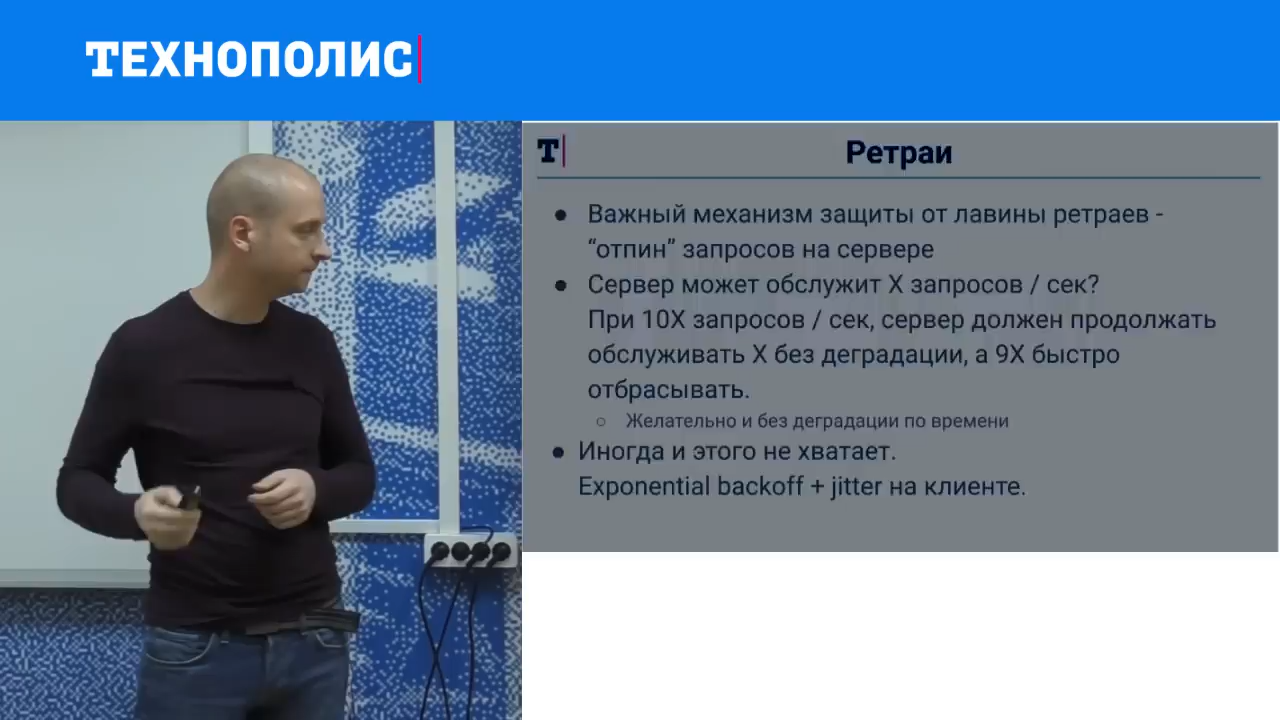 ТЕХНОПОЛИС
Т
Ретраи
● Важный механизм защиты от лавины ретраев -
“отпин” запросов на сервере
● Сервер может обслужит X запросов / сек?
При 10X запросов / сек, сервер должен продолжать
обслуживать X без деградации, а 9X быстро
отбрасывать.
○ Желательно и без деградации по времени
● Иногда и этого не хватает.
Exponential backoff + jitter на клиенте.